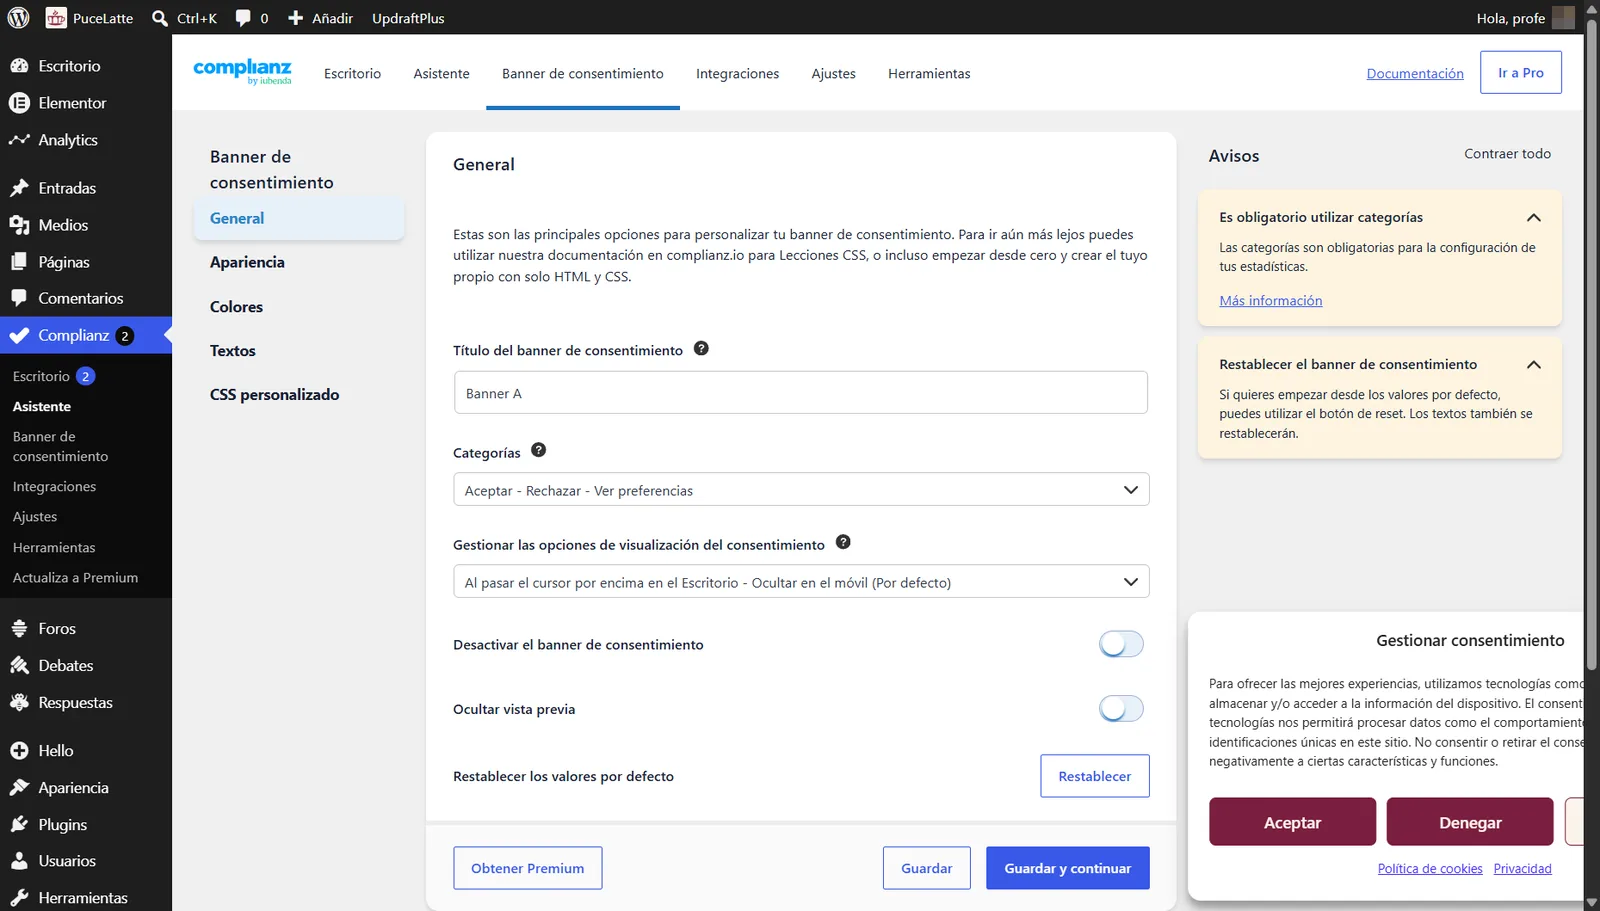 PuceLatte
Ctrl+K
0
Añadir
UpdraftPlus
Hola, profe
Escritorio
Elementor
Analytics
Entradas
Medios
Páginas
Comentarios
Complianz 2
Escritorio 2
Asistente
Banner de
consentimiento
Integraciones
Ajustes
Herramientas
Actualiza a Premium
Foros
Debates
Respuestas
Hello
Apariencia
Plugins
Usuarios
Herramientas
complianz
by iubenda
Escritorio
Asistente
Banner de consentimiento
Integraciones
Ajustes
Herramientas
Documentación
Ir a Pro
Banner de
consentimiento
General
Apariencia
Colores
Textos
CSS personalizado
General
Estas son las principales opciones para personalizar tu banner de consentimiento. Para ir aún más lejos puedes
utilizar nuestra documentación en complianz.io para Lecciones CSS, o incluso empezar desde cero y crear el tuyo
propio con solo HTML y CSS.
Título del banner de consentimiento ?
Banner A
Categorías ?
Aceptar - Rechazar - Ver preferencias
Gestionar las opciones de visualización del consentimiento ?
Al pasar el cursor por encima en el Escritorio - Ocultar en el móvil (Por defecto)
Desactivar el banner de consentimiento
Ocultar vista previa
Restablecer los valores por defecto
Restablecer
Obtener Premium
Guardar
Guardar y continuar
Avisos
Contraer todo
Es obligatorio utilizar categorías
Las categorías son obligatorias para la configuración de
tus estadísticas.
Más información
Restablecer el banner de consentimiento
Si quieres empezar desde los valores por defecto,
puedes utilizar el botón de reset. Los textos también se
restablecerán.
Gestionar consentimiento
Para ofrecer las mejores experiencias, utilizamos tecnologías como
almacenar y/o acceder a la información del dispositivo. El consent
tecnologías nos permitirá procesar datos como el comportamiento
identificaciones únicas en este sitio. No consentir o retirar el conse
negativamente a ciertas características y funciones.
Aceptar
Denegar
Política de cookies
Privacidad